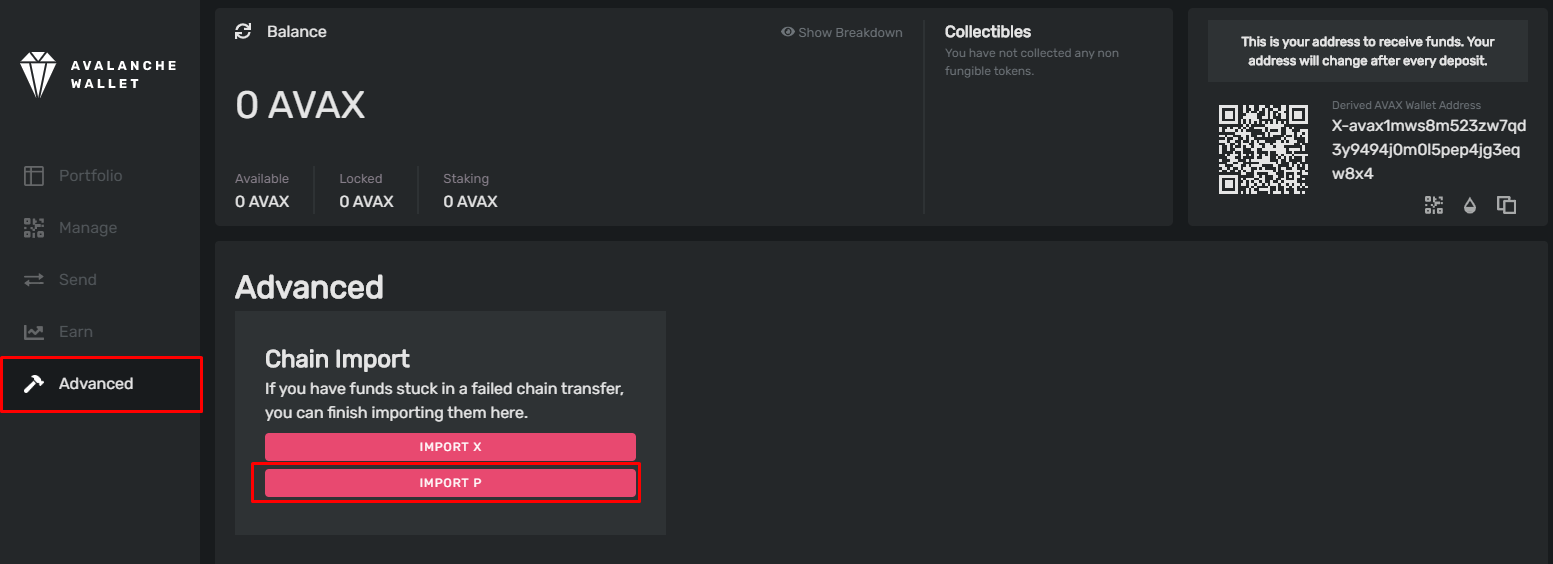 AVALANCHE
WALLET
Portfolio
Manage
Send
Earn
Advanced
Balance
Show Breakdown
0 AVAX
Available
0 AVAX
Locked
0 AVAX
Staking
0 AVAX
Collectibles
You have not collected any non
fungible tokens.
This is your address to receive funds. Your
address will change after every deposit.
Derived AVAX Wallet Address
X-avax1mws8m523zw7qd
3y9494j0m0l5pep4jg3eq
w8x4
Advanced
Chain Import
If you have funds stuck in a failed chain transfer,
you can finish importing them here.
IMPORT X
IMPORT P